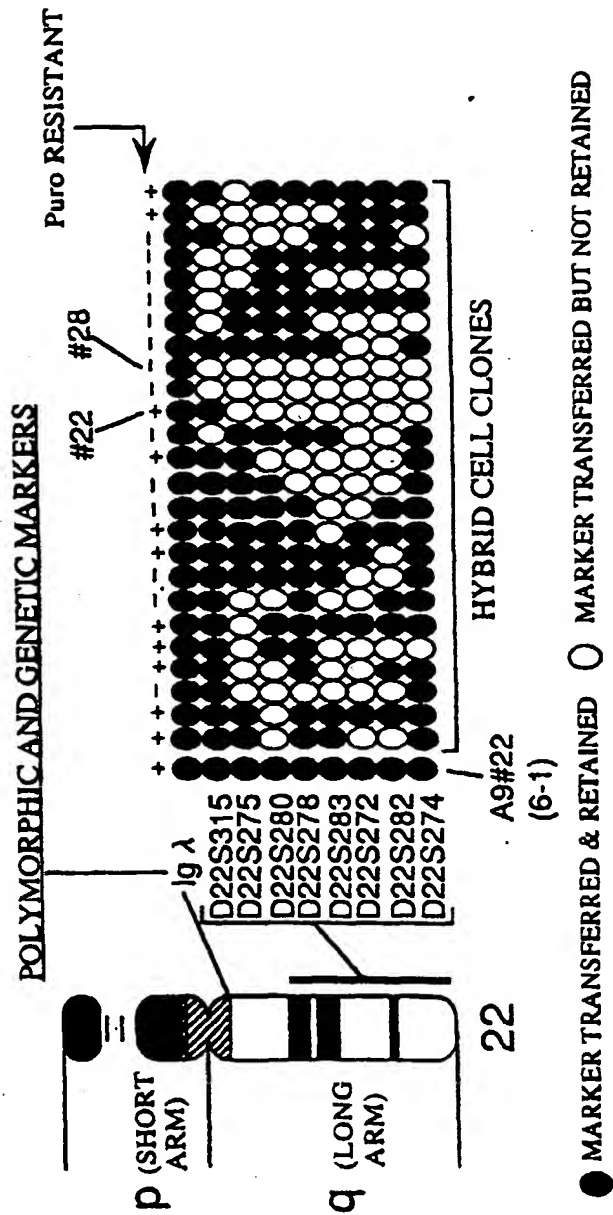 POLYMORPHIC AND GENETIC MARKERS
#22
#28
Puro RESISTANT
+ + + − + + + − − + + − − + − + − − − − − − − − + +
Ig λ
D22S315
D22S275
D22S280
D22S278
D22S283
D22S272
D22S282
D22S274
p (SHORT
ARM)
q (LONG
ARM)
22
A9#22
(6-1)
HYBRID CELL CLONES
MARKER TRANSFERRED & RETAINED
MARKER TRANSFERRED BUT NOT RETAINED